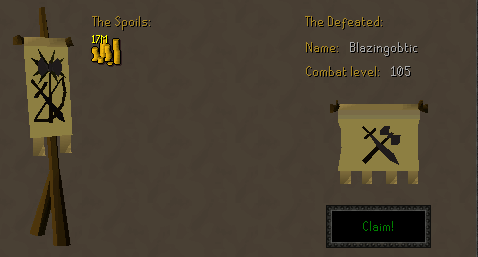 The Spoils:
17M
The Defeated:
Name: Blazingobtic
Combat level: 105
Claim!